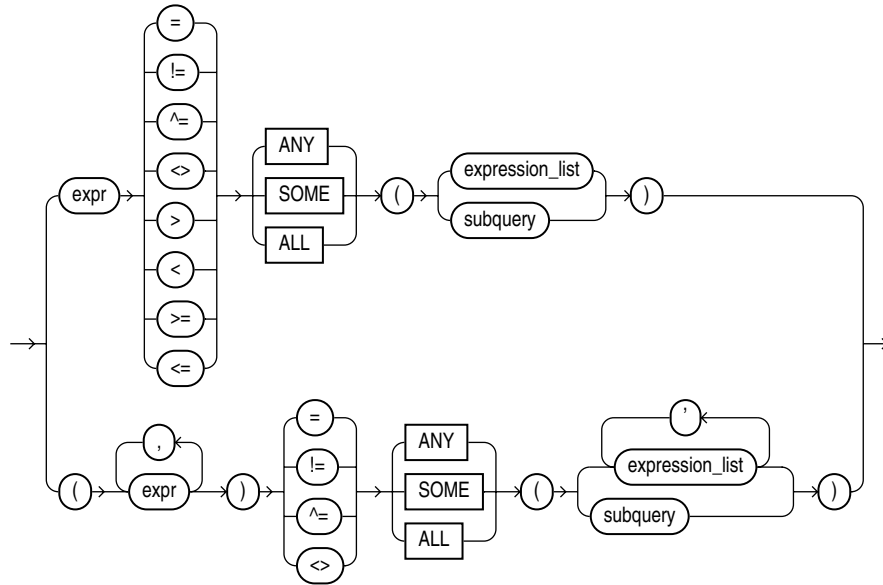 =
!=
^=
<>
>
<
>=
<=
expr
ANY
SOME
ALL
(
expression_list
subquery
)
(
,
expr
)
=
!=
^=
<>
ANY
SOME
ALL
(
,
expression_list
subquery
)